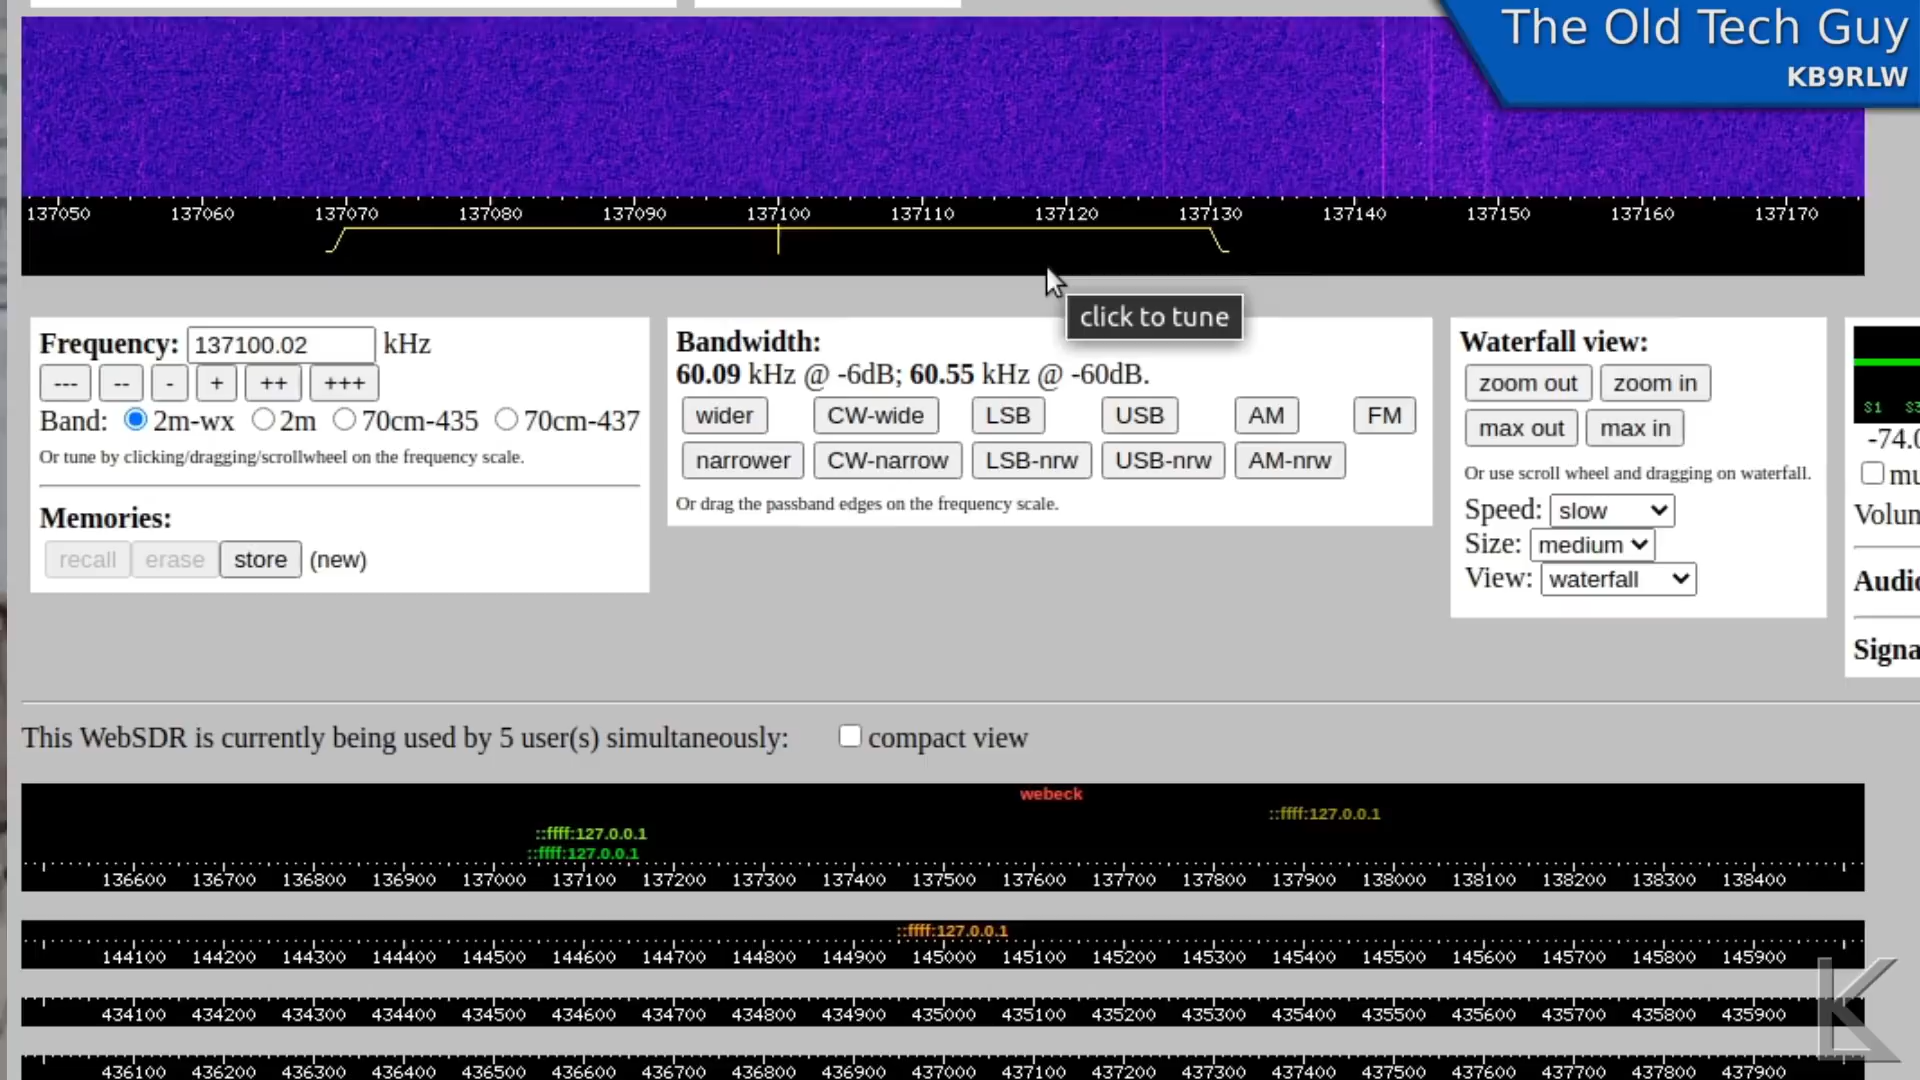 The Old Tech Guy
KB9RLW
137050 137060 137070 137080 137090 137100 137110 137120 137130 137140 137150 137160 137170
click to tune
Frequency: 137100.02 kHz
--- -- - + ++ +++
Band: 2m-wx 2m 70cm-435 70cm-437
Or tune by clicking/dragging/scrollwheel on the frequency scale.
Memories:
recall erase store (new)
Bandwidth:
60.09 kHz @ -6dB; 60.55 kHz @ -60dB.
wider CW-wide LSB USB AM FM
narrower CW-narrow LSB-nrw USB-nrw AM-nrw
Or drag the passband edges on the frequency scale.
Waterfall view:
zoom out zoom in
max out max in
Or use scroll wheel and dragging on waterfall.
Speed: slow
Size: medium
View: waterfall
S1
-74.0
mu
Volum
Audio
Signa
This WebSDR is currently being used by 5 user(s) simultaneously: compact view
webeck
::ffff:127.0.0.1
::ffff:127.0.0.1
::ffff:127.0.0.1
136600 136700 136800 136900 137000 137100 137200 137300 137400 137500 137600 137700 137800 137900 138000 138100 138200 138300 138400
::ffff:127.0.0.1
144100 144200 144300 144400 144500 144600 144700 144800 144900 145000 145100 145200 145300 145400 145500 145600 145700 145800 145900
434100 434200 434300 434400 434500 434600 434700 434800 434900 435000 435100 435200 435300 435400 435500 435600 435700 435800 435900
436100 436200 436300 436400 436500 436600 436700 436800 436900 437000 437100 437200 437300 437400 437500 437600 437700 437800 437900
K